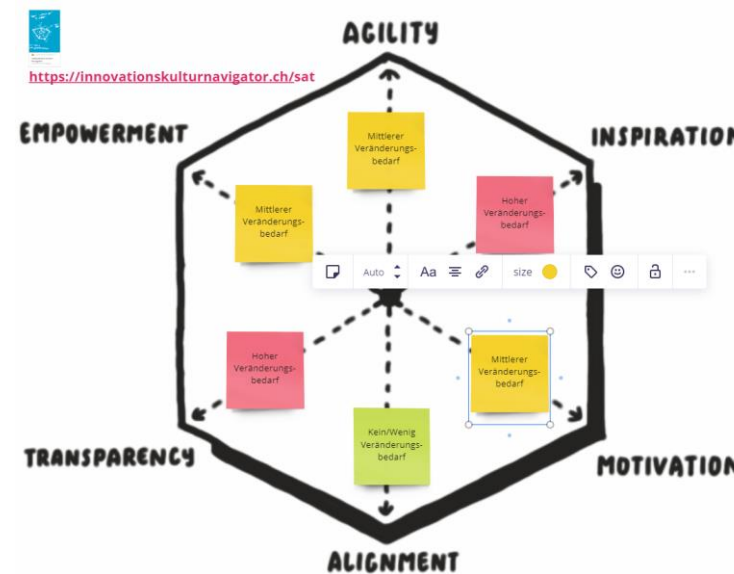 AGILITY
https://innovationskulturnavigator.ch/sat
EMPOWERMENT
INSPIRATION
Mittlerer
Veränderungs-
bedarf
Hoher
Veränderungs-
bedarf
Mittlerer
Veränderungs-
bedarf
Auto
Aa
size
Hoher
Veränderungs-
bedarf
Mittlerer
Veränderungs-
bedarf
Kein/Wenig
Veränderungs-
bedarf
TRANSPARENCY
MOTIVATION
ALIGNMENT